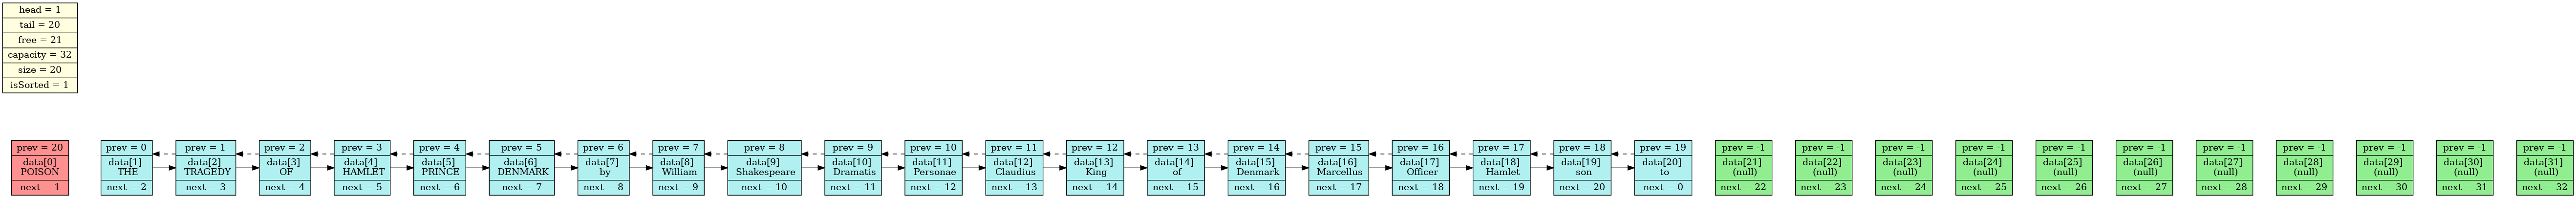 head = 1
tail = 20
free = 21
capacity = 32
size = 20
isSorted = 1
prev = 20
data[0]
POISON
next = 1
prev = 0
data[1]
THE
next = 2
prev = 1
data[2]
TRAGEDY
next = 3
prev = 2
data[3]
OF
next = 4
prev = 3
data[4]
HAMLET
next = 5
prev = 4
data[5]
PRINCE
next = 6
prev = 5
data[6]
DENMARK
next = 7
prev = 6
data[7]
by
next = 8
prev = 7
data[8]
William
next = 9
prev = 8
data[9]
Shakespeare
next = 10
prev = 9
data[10]
Dramatis
next = 11
prev = 10
data[11]
Personae
next = 12
prev = 11
data[12]
Claudius
next = 13
prev = 12
data[13]
King
next = 14
prev = 13
data[14]
of
next = 15
prev = 14
data[15]
Denmark
next = 16
prev = 15
data[16]
Marcellus
next = 17
prev = 16
data[17]
Officer
next = 18
prev = 17
data[18]
Hamlet
next = 19
prev = 18
data[19]
son
next = 20
prev = 19
data[20]
to
next = 0
prev = -1
data[21]
(null)
next = 22
prev = -1
data[22]
(null)
next = 23
prev = -1
data[23]
(null)
next = 24
prev = -1
data[24]
(null)
next = 25
prev = -1
data[25]
(null)
next = 26
prev = -1
data[26]
(null)
next = 27
prev = -1
data[27]
(null)
next = 28
prev = -1
data[28]
(null)
next = 29
prev = -1
data[29]
(null)
next = 30
prev = -1
data[30]
(null)
next = 31
prev = -1
data[31]
(null)
next = 32